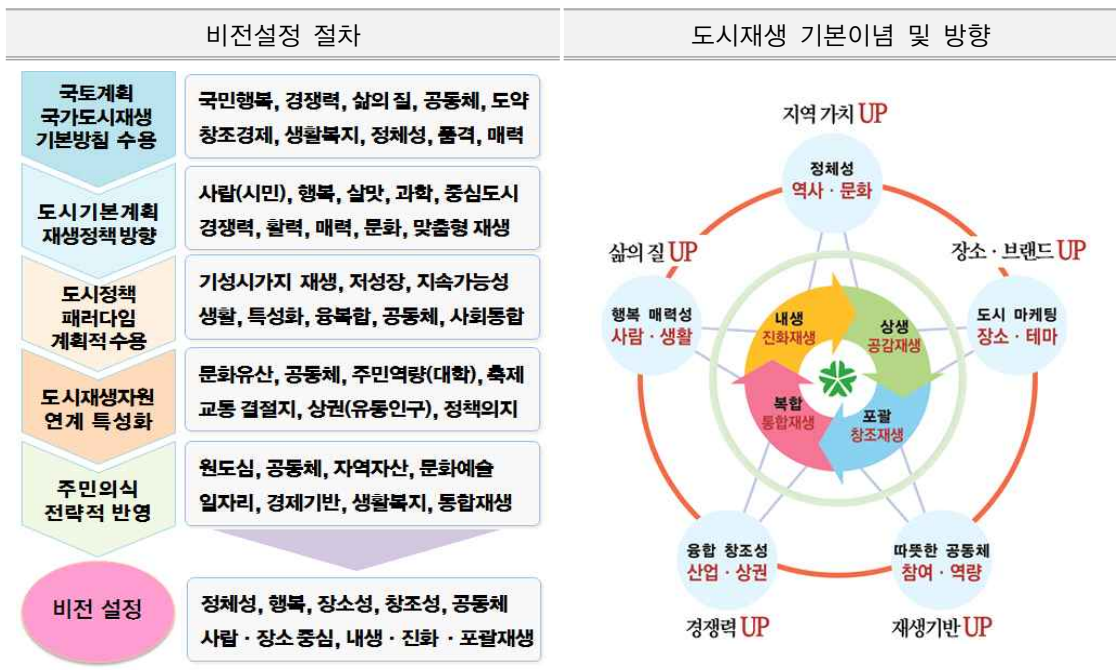 비전설정 절차
국토계획
국가도시재생
기본방침 수용
국민행복, 경쟁력, 삶의 질, 공동체, 도약
창조경제, 생활복지, 정체성, 품격, 매력
도시기본계획
재생정책 방향
사람(시민), 행복, 살맛, 과학, 중심도시
경쟁력, 활력, 매력, 문화, 맞춤형 재생
도시정책
패러다임
계획적 수용
기성시가지 재생, 저성장, 지속가능성
생활, 특성화, 융복합, 공동체, 사회통합
도시재생자원
연계 특성화
문화유산, 공동체, 주민역량(대학), 축제
교통 결절지, 상권(유동인구), 정책의지
주민의식
전략적 반영
원도심, 공동체, 자역자산, 문화예술
일자리, 경제기반, 생활복지, 통합재생
비전 설정
정체성, 행복, 장소성, 창조성, 공동체
사람 · 장소 중심, 내생 · 진화 · 포괄재생
도시재생 기본이념 및 방향
지역 가치 UP
정체성
역사 · 문화
삶의 질 UP
행복 매력성
사람 · 생활
장소 · 브랜드 UP
도시 마케팅
장소 · 테마
내생
진화재생
상생
공감재생
복합
통합재생
포괄
창조재생
융합 창조성
산업 · 상권
경쟁력 UP
따뜻한 공동체
참여 · 역량
재생기반 UP